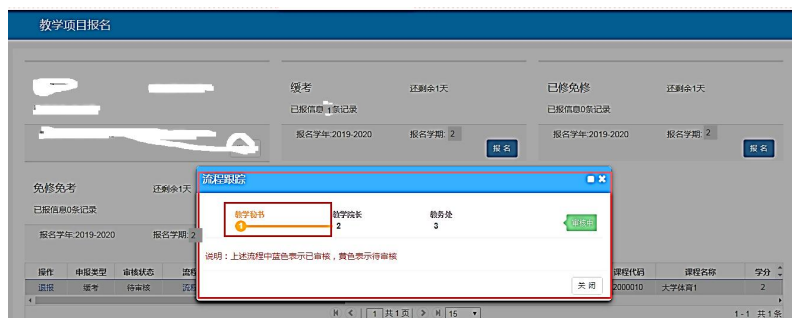 教学项目报名
缓考 还剩余1天
已报信息1条记录
报名学年:2019-2020 报名学期: 2
报 名
已修免修 还剩余1天
已报信息0条记录
报名学年:2019-2020 报名学期: 2
报 名
免修免考 还剩余1天
已报信息0条记录
报名学年:2019-2020 报名学期: 2
流程跟踪
教学秘书 教学院长 教务处
1 2 3
审核中
说明：上述流程中蓝色表示已审核，黄色表示待审核
关 闭
操作 申报类型 审核状态 流程 课程代码 课程名称 学分
退报 缓考 待审核 流程 2000010 大学体育1 2
1 共1页 15
1-1 共1条